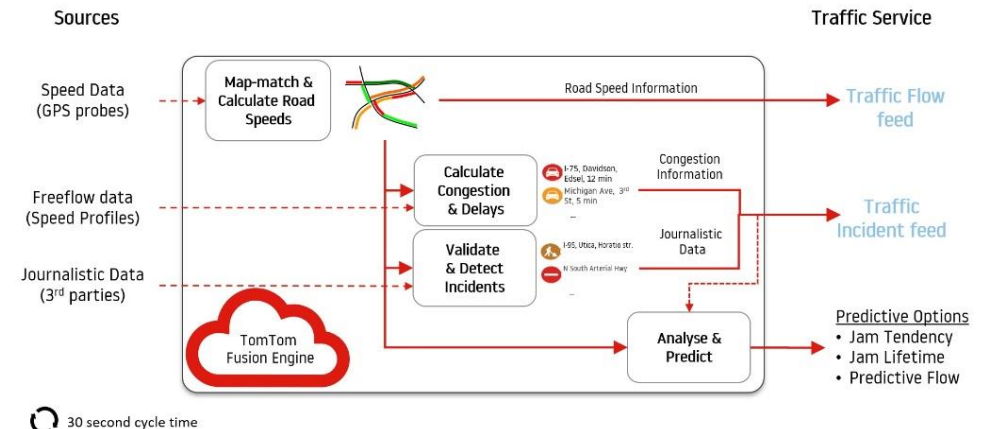 Sources
Traffic Service
Speed Data
(GPS probes)
Map-match &
Calculate Road
Speeds
Road Speed Information
Traffic Flow
feed
Freeflow data
(Speed Profiles)
Calculate
Congestion
& Delays
I-75, Davidson,
Edsel, 12 min
Michigan Ave, 3rd
St, 5 min
...
Congestion
Information
Traffic
Incident feed
Journalistic Data
(3rd parties)
Validate
& Detect
Incidents
I-95, Utica, Horatio str.
N South Arterial Hwy
...
Journalistic
Data
TomTom
Fusion Engine
Analyse &
Predict
Predictive Options
• Jam Tendency
• Jam Lifetime
• Predictive Flow
30 second cycle time